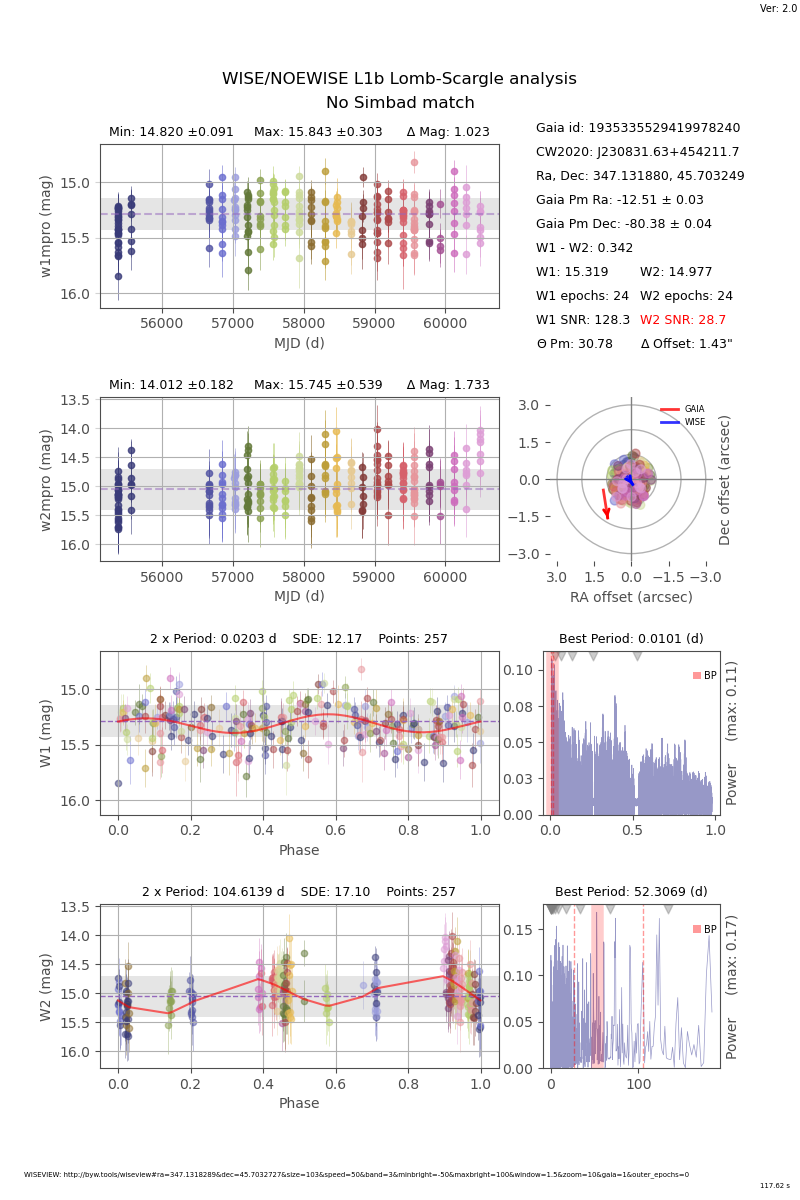 Ver: 2.0
WISE/NOEWISE L1b Lomb-Scargle analysis
No Simbad match
Min: 14.820 ±0.091 Max: 15.843 ±0.303 Δ Mag: 1.023
15.0
15.5
16.0
w1mpro (mag)
56000 57000 58000 59000 60000
MJD (d)
Gaia id: 1935335529419978240
CW2020: J230831.63+454211.7
Ra, Dec: 347.131880, 45.703249
Gaia Pm Ra: -12.51 ± 0.03
Gaia Pm Dec: -80.38 ± 0.04
W1 - W2: 0.342
W1: 15.319 W2: 14.977
W1 epochs: 24 W2 epochs: 24
W1 SNR: 128.3 W2 SNR: 28.7
Θ Pm: 30.78 Δ Offset: 1.43"
Min: 14.012 ±0.182 Max: 15.745 ±0.539 Δ Mag: 1.733
13.5
14.0
14.5
15.0
15.5
16.0
w2mpro (mag)
56000 57000 58000 59000 60000
MJD (d)
GAIA
WISE
3.0
1.5
0.0
−1.5
−3.0
Dec offset (arcsec)
3.0 1.5 0.0 −1.5 −3.0
RA offset (arcsec)
2 x Period: 0.0203 d SDE: 12.17 Points: 257
15.0
15.5
16.0
W1 (mag)
0.0 0.2 0.4 0.6 0.8 1.0
Phase
Best Period: 0.0101 (d)
BP
0.10
0.08
0.05
0.03
0.00
Power (max: 0.11)
0.0 0.5 1.0
2 x Period: 104.6139 d SDE: 17.10 Points: 257
13.5
14.0
14.5
15.0
15.5
16.0
W2 (mag)
0.0 0.2 0.4 0.6 0.8 1.0
Phase
Best Period: 52.3069 (d)
BP
0.15
0.10
0.05
0.00
Power (max: 0.17)
0 100
WISEVIEW: http://byw.tools/wiseview#ra=347.1318289&dec=45.7032727&size=103&speed=50&band=3&minbright=-50&maxbright=100&window=1.5&zoom=10&gaia=1&outer_epochs=0
117.62 s